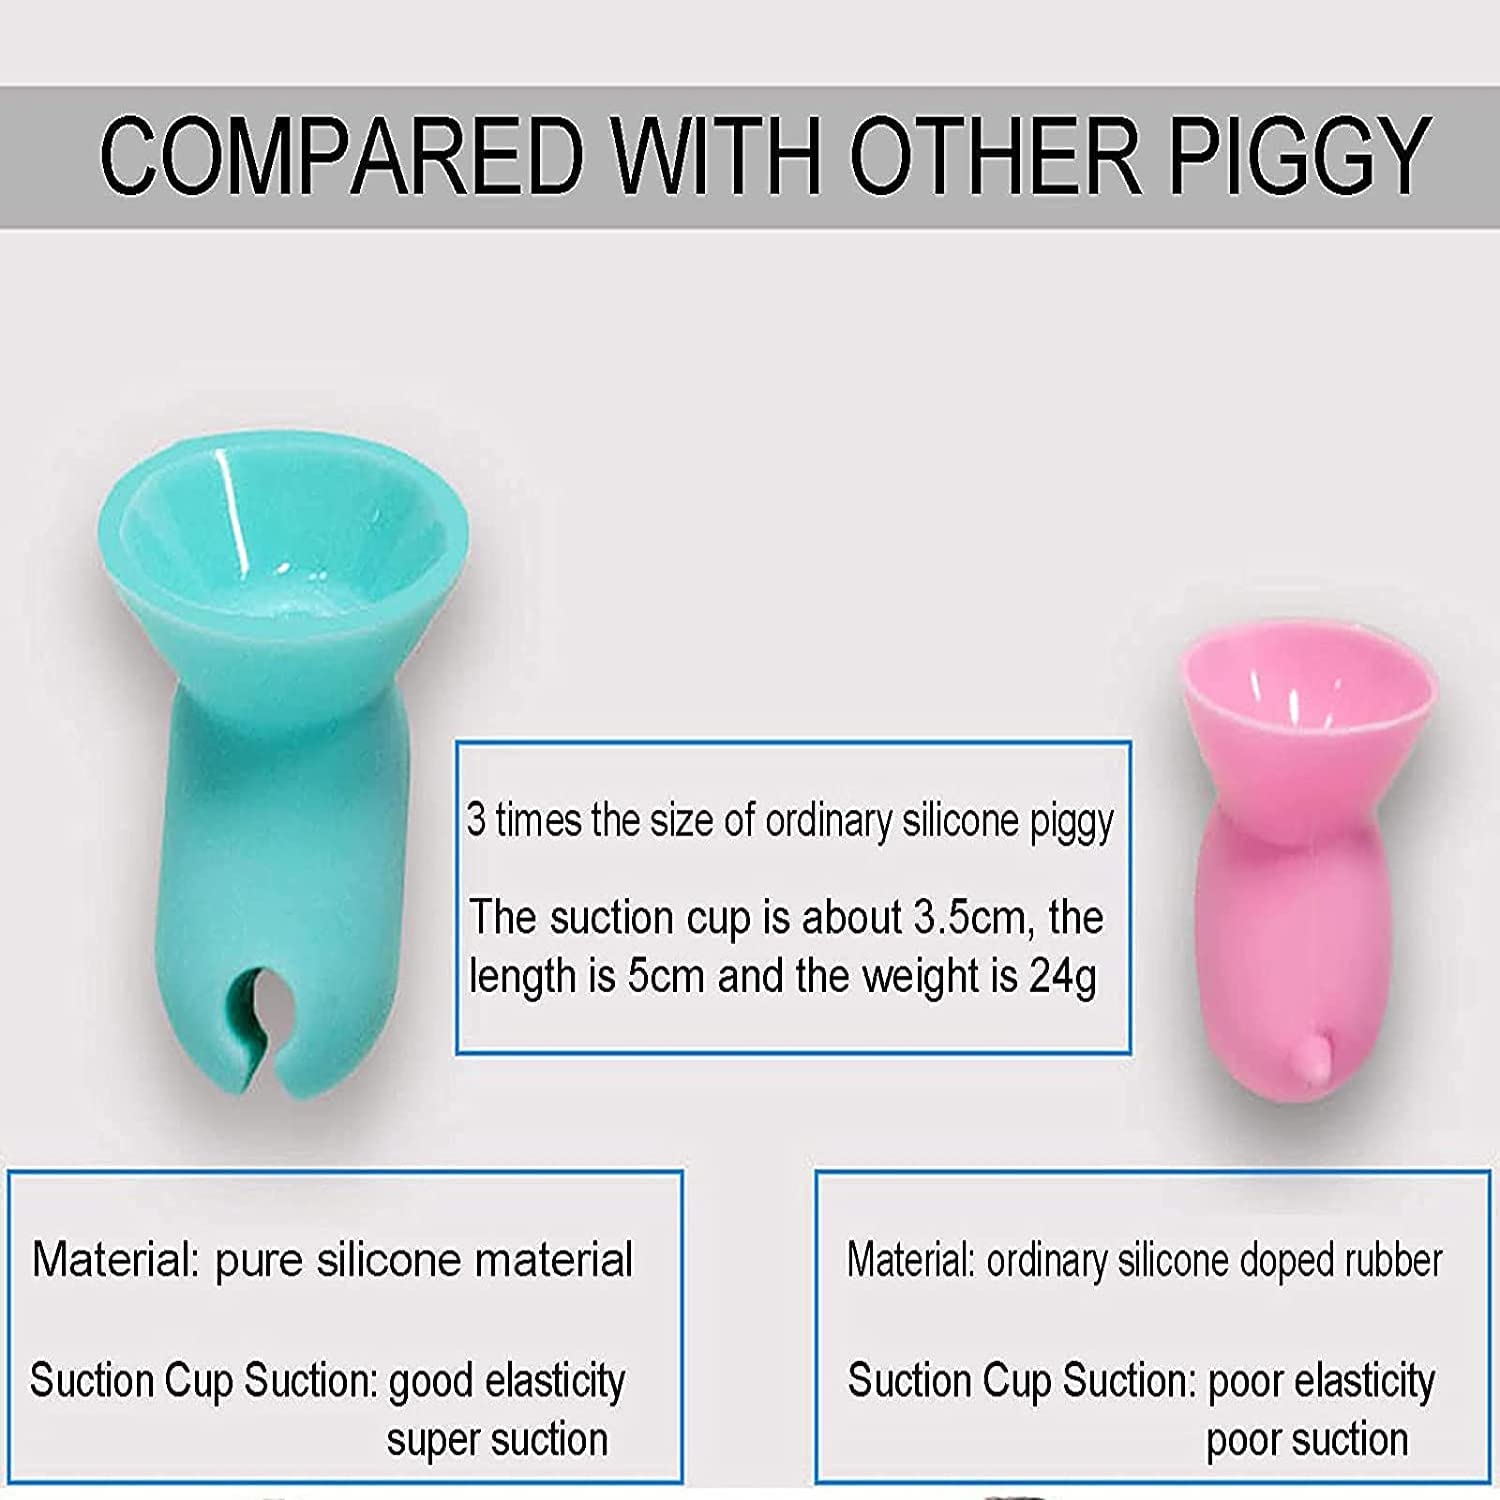 COMPARED WITH OTHER PIGGY
3 times the size of ordinary silicone piggy
The suction cup is about 3.5cm, the
length is 5cm and the weight is 24g
Material: pure silicone material
Suction Cup Suction: good elasticity
super suction
Material: ordinary silicone doped rubber
Suction Cup Suction: poor elasticity
poor suction